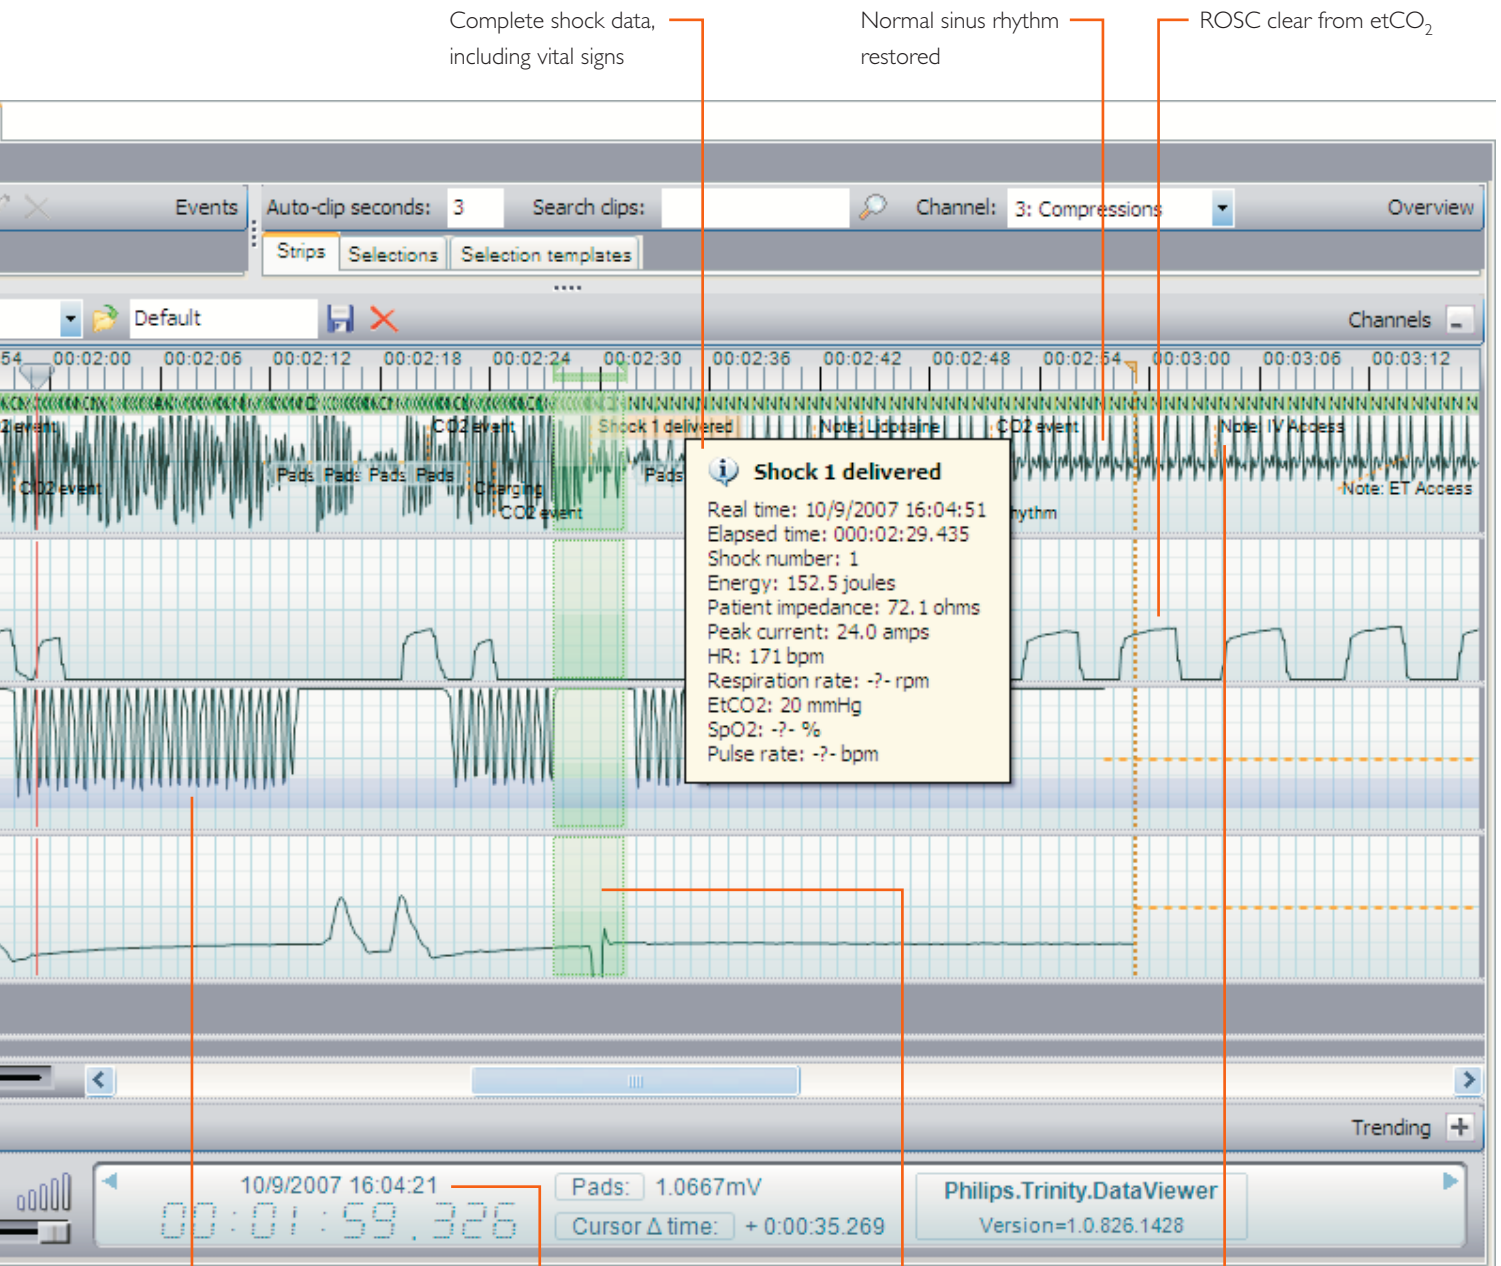 Complete shock data,
including vital signs
Normal sinus rhythm
restored
ROSC clear from etCO2
Events
Auto-clip seconds: 3
Search clips:
Channel: 3: Compressions
Overview
Strips
Selections
Selection templates
Default
Channels
54 00:02:00 00:02:06 00:02:12 00:02:18 00:02:24 00:02:30 00:02:36 00:02:42 00:02:48 00:02:54 00:03:00 00:03:06 00:03:12
2 event
CO2 event
Shock 1 delivered
Note: Lidocaine
CO2 event
Note: IV Access
Pads Pads Pads Pads
Pads
CO2 event
Charging
Note: ET Access
CO2 event
hythm
Shock 1 delivered
Real time: 10/9/2007 16:04:51
Elapsed time: 000:02:29.435
Shock number: 1
Energy: 152.5 joules
Patient impedance: 72.1 ohms
Peak current: 24.0 amps
HR: 171 bpm
Respiration rate: -?- rpm
EtCO2: 20 mmHg
SpO2: -?- %
Pulse rate: -?- bpm
Trending
10/9/2007 16:04:21
00:01:59.326
Pads: 1.0667mV
Cursor Δ time: + 0:00:35.269
Philips.Trinity.DataViewer
Version=1.0.826.1428